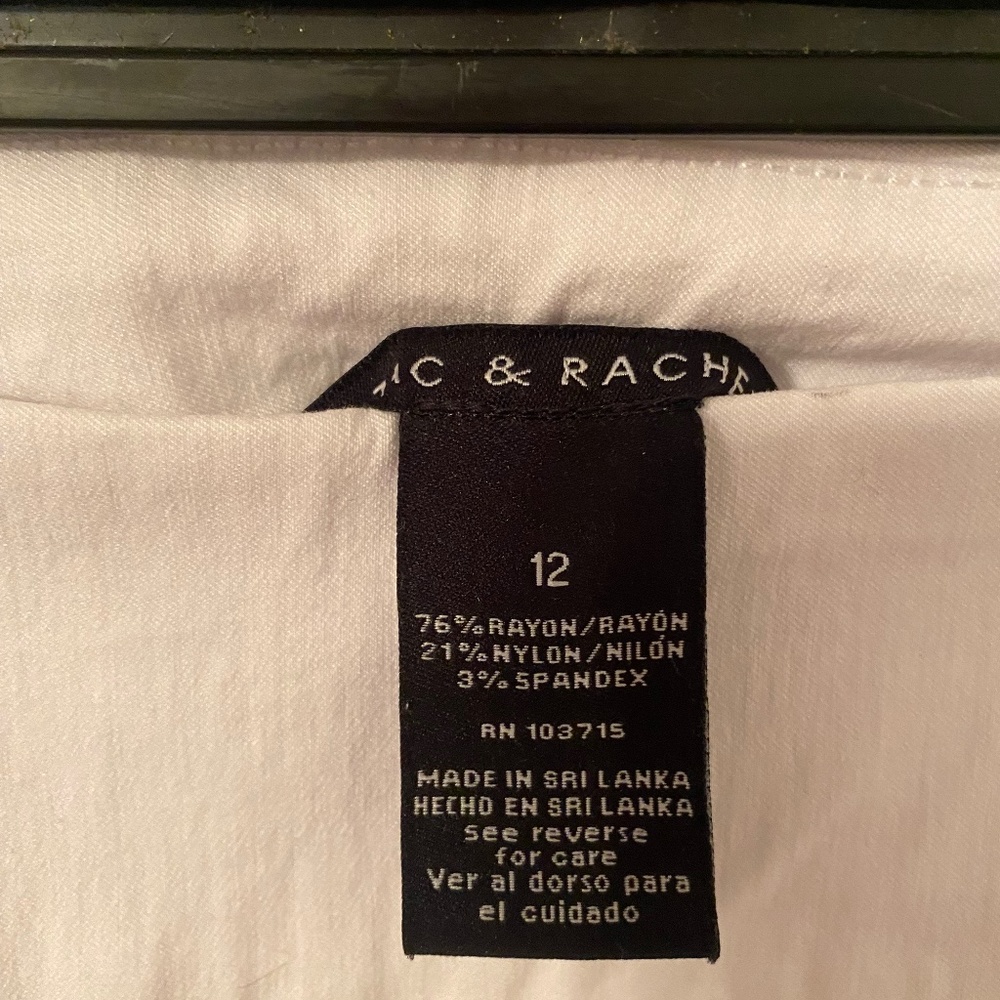 & RACHE
12
76% RAYON/RAYÓN
21% NYLON/NILÓN
3% SPANDEX
RN 103715
MADE IN SRI LANKA
HECHO EN SRI LANKA
See reverse
for care
Ver al dorso para
el cuidado